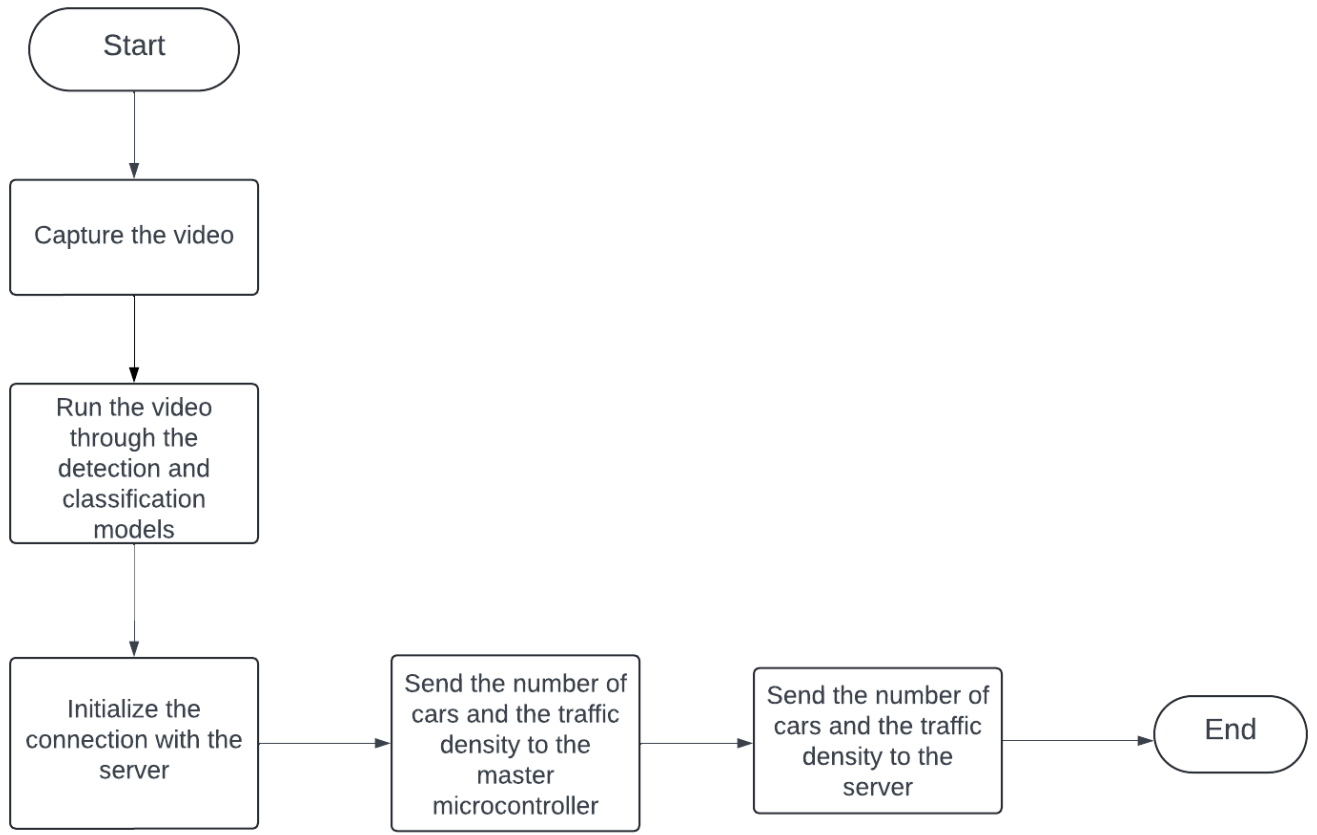 Start
Capture the video
Run the video
through the
detection and
classification
models
Initialize the
connection with the
server
Send the number of
cars and the traffic
density to the
master
microcontroller
Send the number of
cars and the traffic
density to the
server
End